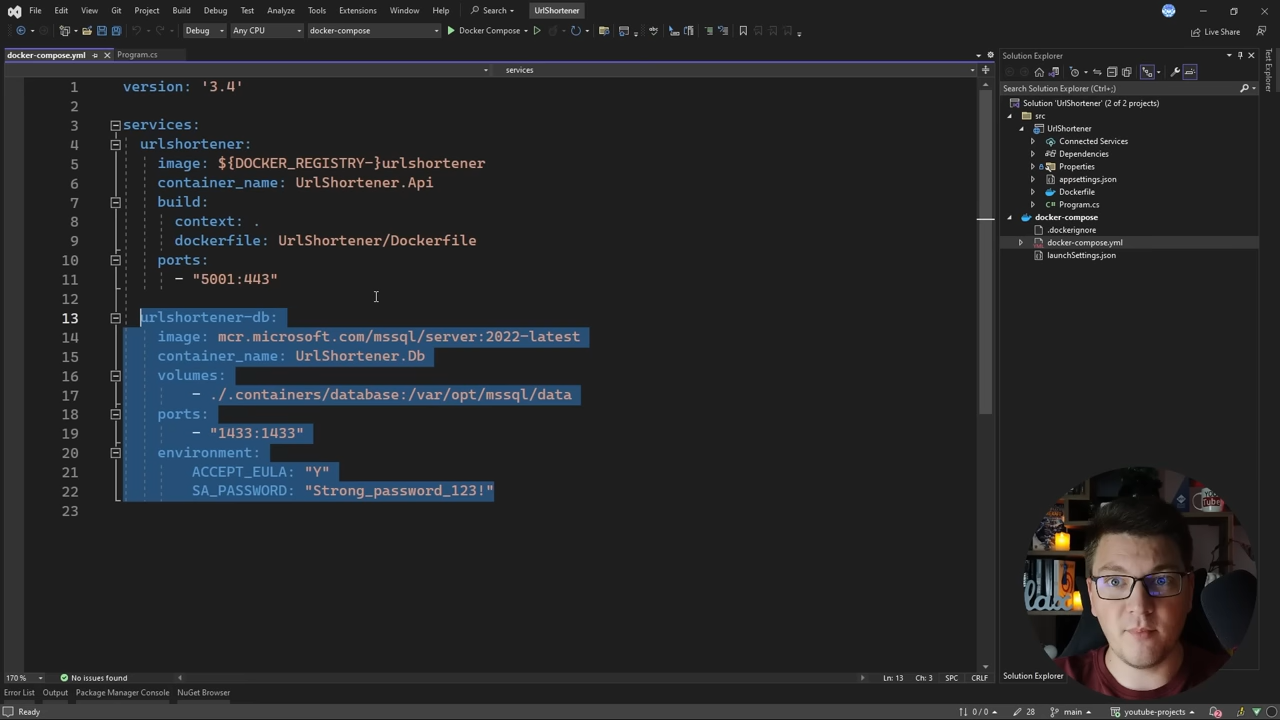 File Edit View Git Project Build Debug Test Analyze Tools Extensions Window Help Search UrlShortener
Debug Any CPU docker-compose Docker Compose Live Share
docker-compose.yml Program.cs
services
1 version: '3.4'
2
3 services:
4 urlshortener:
5 image: ${DOCKER_REGISTRY-}urlshortener
6 container_name: UrlShortener.Api
7 build:
8 context: .
9 dockerfile: UrlShortener/Dockerfile
10 ports:
11 - "5001:443"
12
13 urlshortener-db:
14 image: mcr.microsoft.com/mssql/server:2022-latest
15 container_name: UrlShortener.Db
16 volumes:
17 - ./.containers/database:/var/opt/mssql/data
18 ports:
19 - "1433:1433"
20 environment:
21 ACCEPT_EULA: "Y"
22 SA_PASSWORD: "Strong_password_123!"
23
Solution Explorer
Search Solution Explorer (Ctrl+;)
Solution 'UrlShortener' (2 of 2 projects)
src
UrlShortener
Connected Services
Dependencies
Properties
appsettings.json
Dockerfile
Program.cs
docker-compose
.dockerignore
docker-compose.yml
launchSettings.json
Test Explorer
170 % No issues found Ln: 13 Ch: 3 SPC CRLF
Solution Explorer
Error List Output Package Manager Console NuGet Browser
Ready 0 / 0 28 main youtube-projects